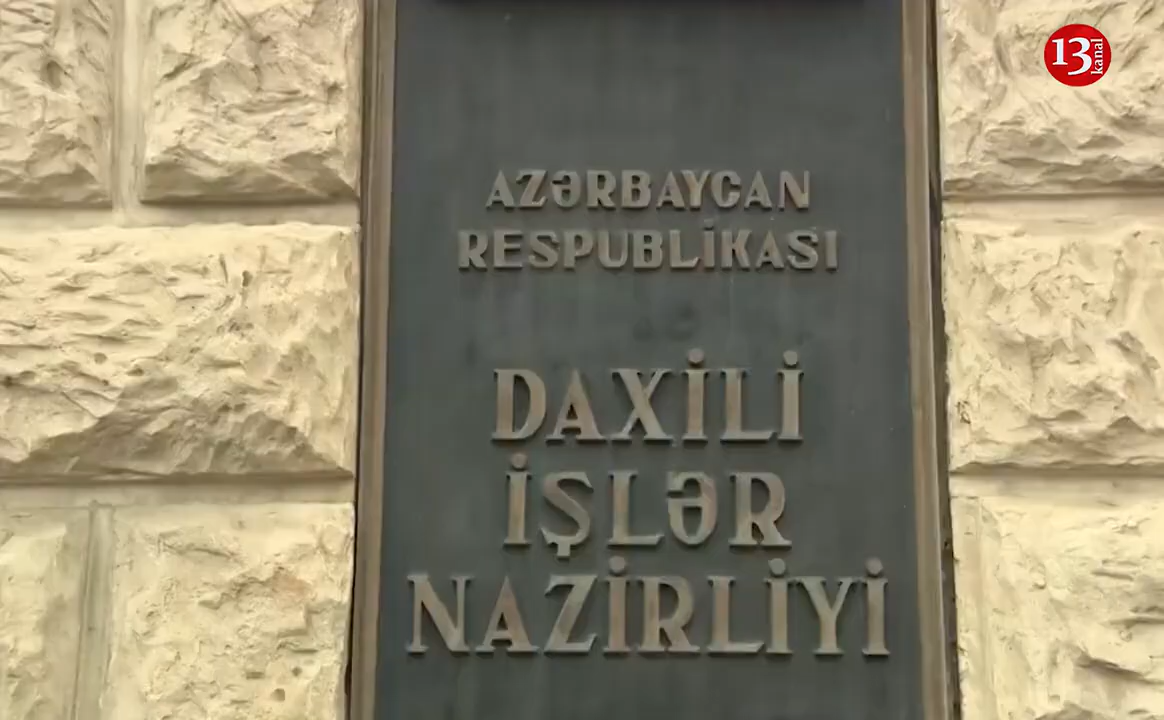 13 kanal
AZƏRBAYCAN
RESPUBLİKASI
DAXİLİ
İŞLƏR
NAZİRLİYİ